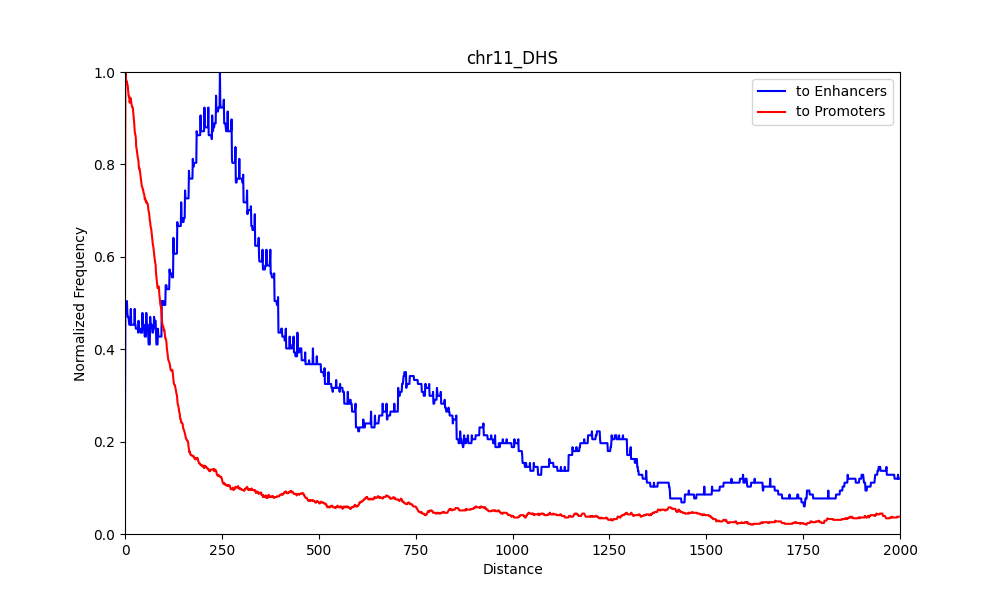 chr11_DHS
to Enhancers
to Promoters
1.0
0.8
0.6
0.4
0.2
0.0
Normalized Frequency
0 250 500 750 1000 1250 1500 1750 2000
Distance